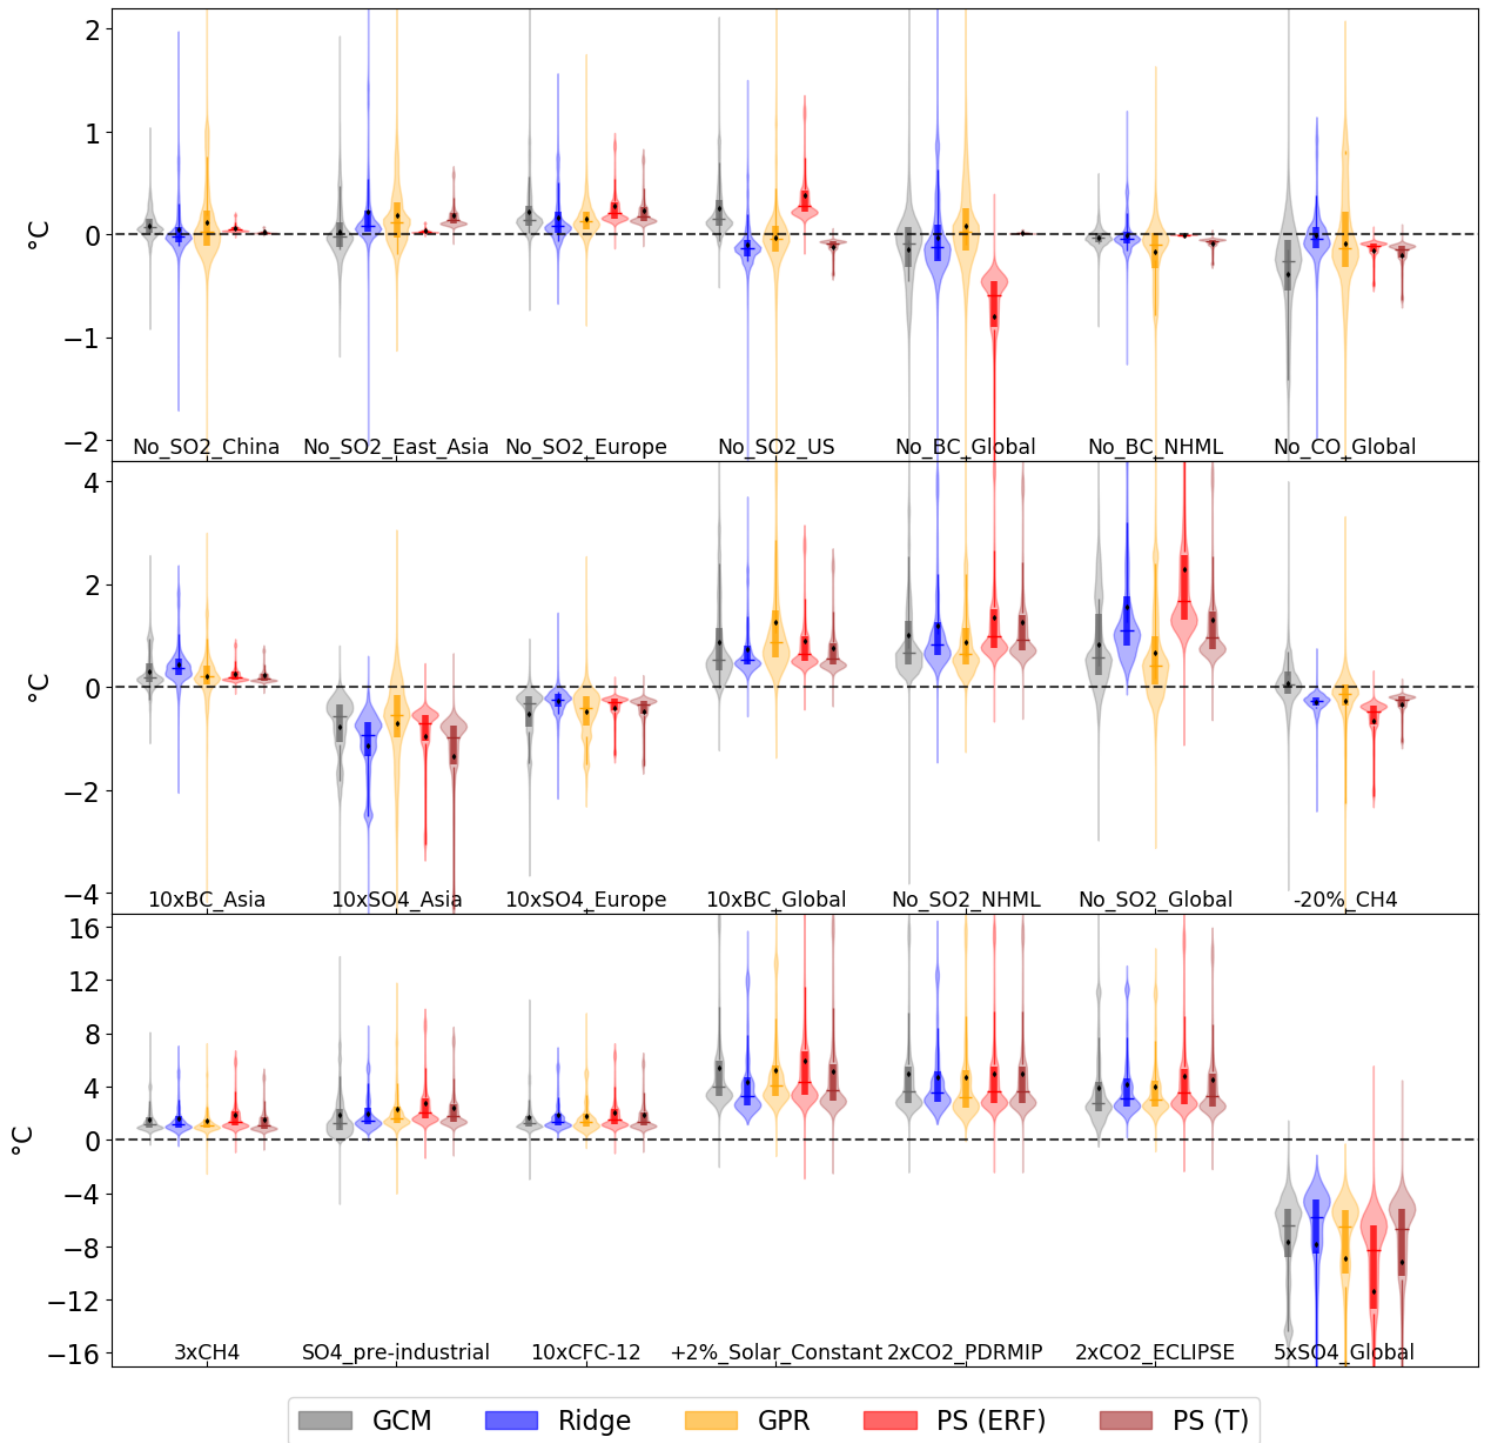 2
1
0
−1
−2
°C
No_SO2_China No_SO2_East_Asia No_SO2_Europe No_SO2_US No_BC_Global No_BC_NHML No_CO_Global
4
2
0
−2
−4
°C
10xBC_Asia 10xSO4_Asia 10xSO4_Europe 10xBC_Global No_SO2_NHML No_SO2_Global -20%_CH4
16
12
8
4
0
−4
−8
−12
−16
°C
3xCH4 SO4_pre-industrial 10xCFC-12 +2%_Solar_Constant 2xCO2_PDRMIP 2xCO2_ECLIPSE 5xSO4_Global
GCM Ridge GPR PS (ERF) PS (T)